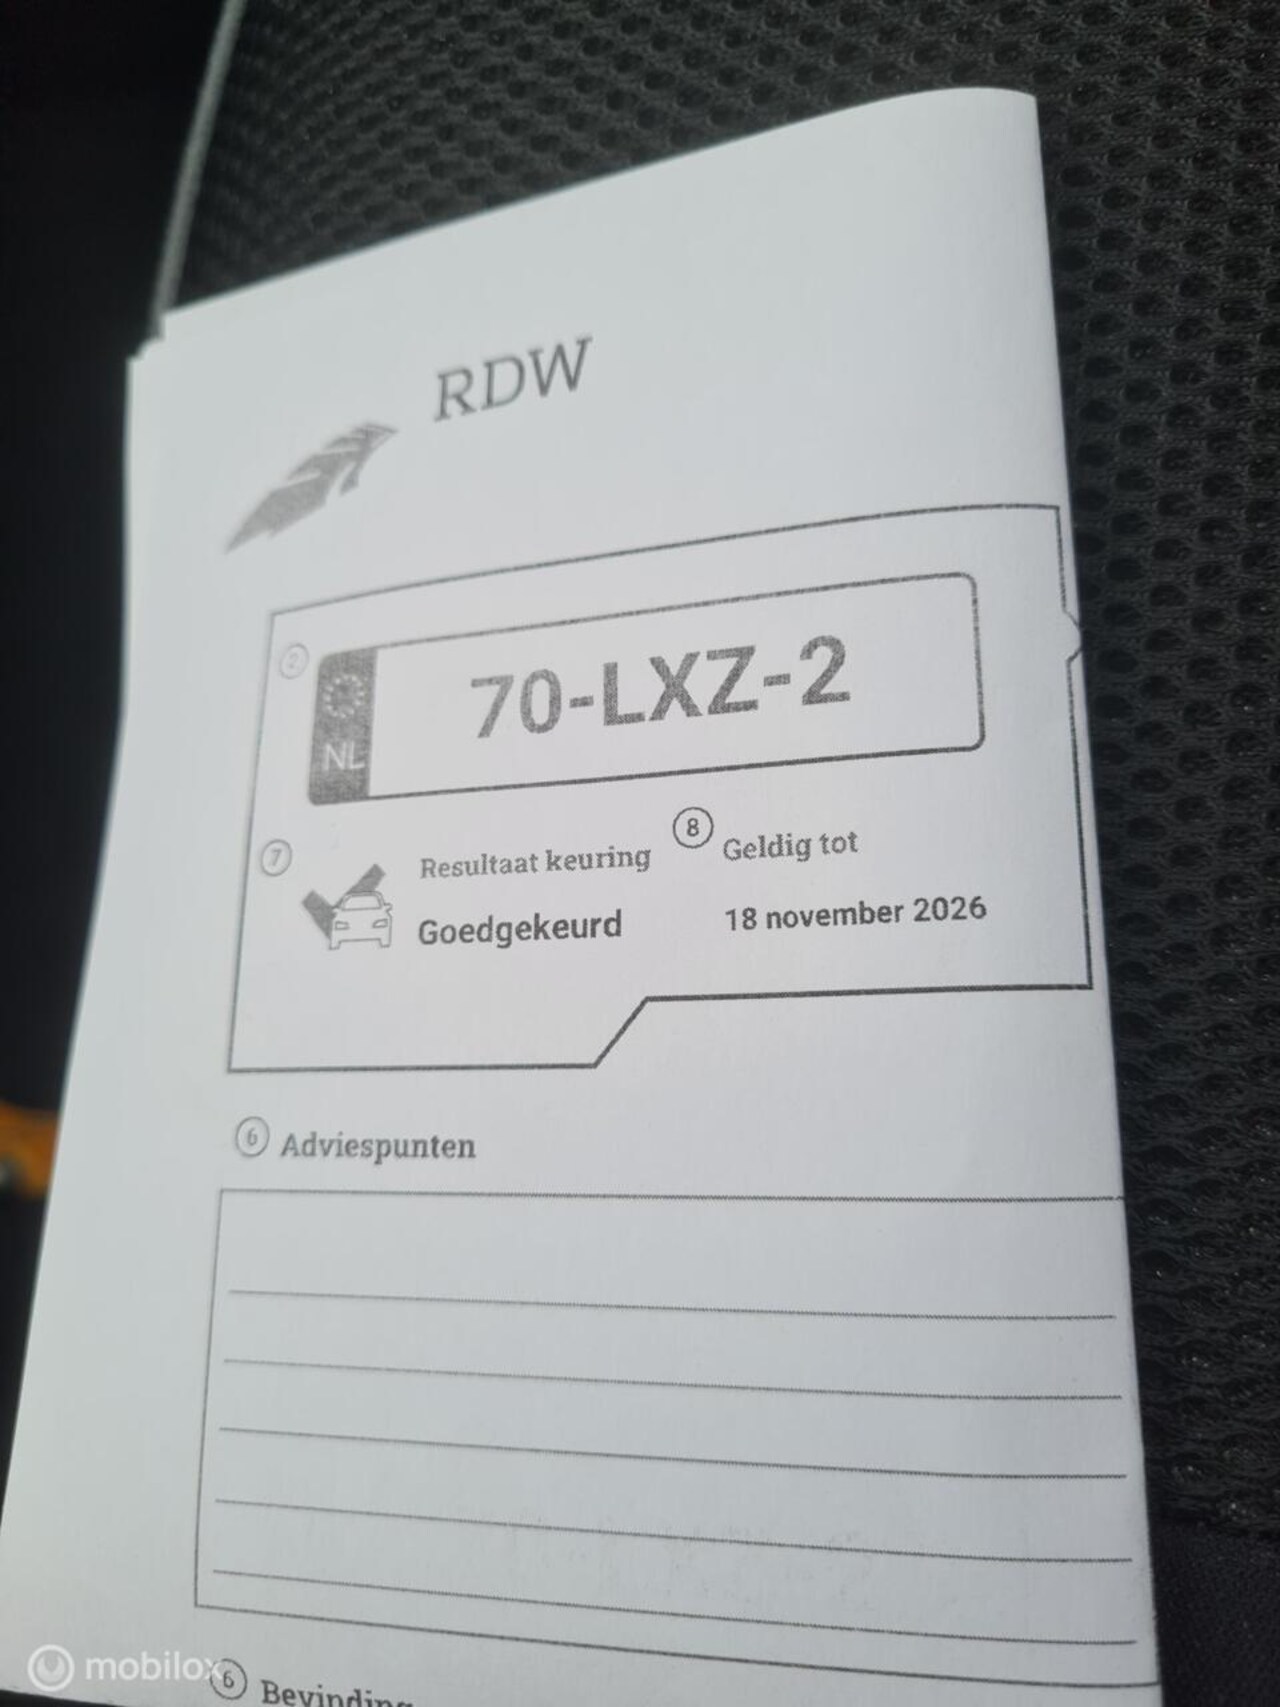 RDW
2
NL
70-LXZ-2
7
Resultaat keuring
8
Geldig tot
Goedgekeurd
18 november 2026
6 Adviespunten
mobilox
6